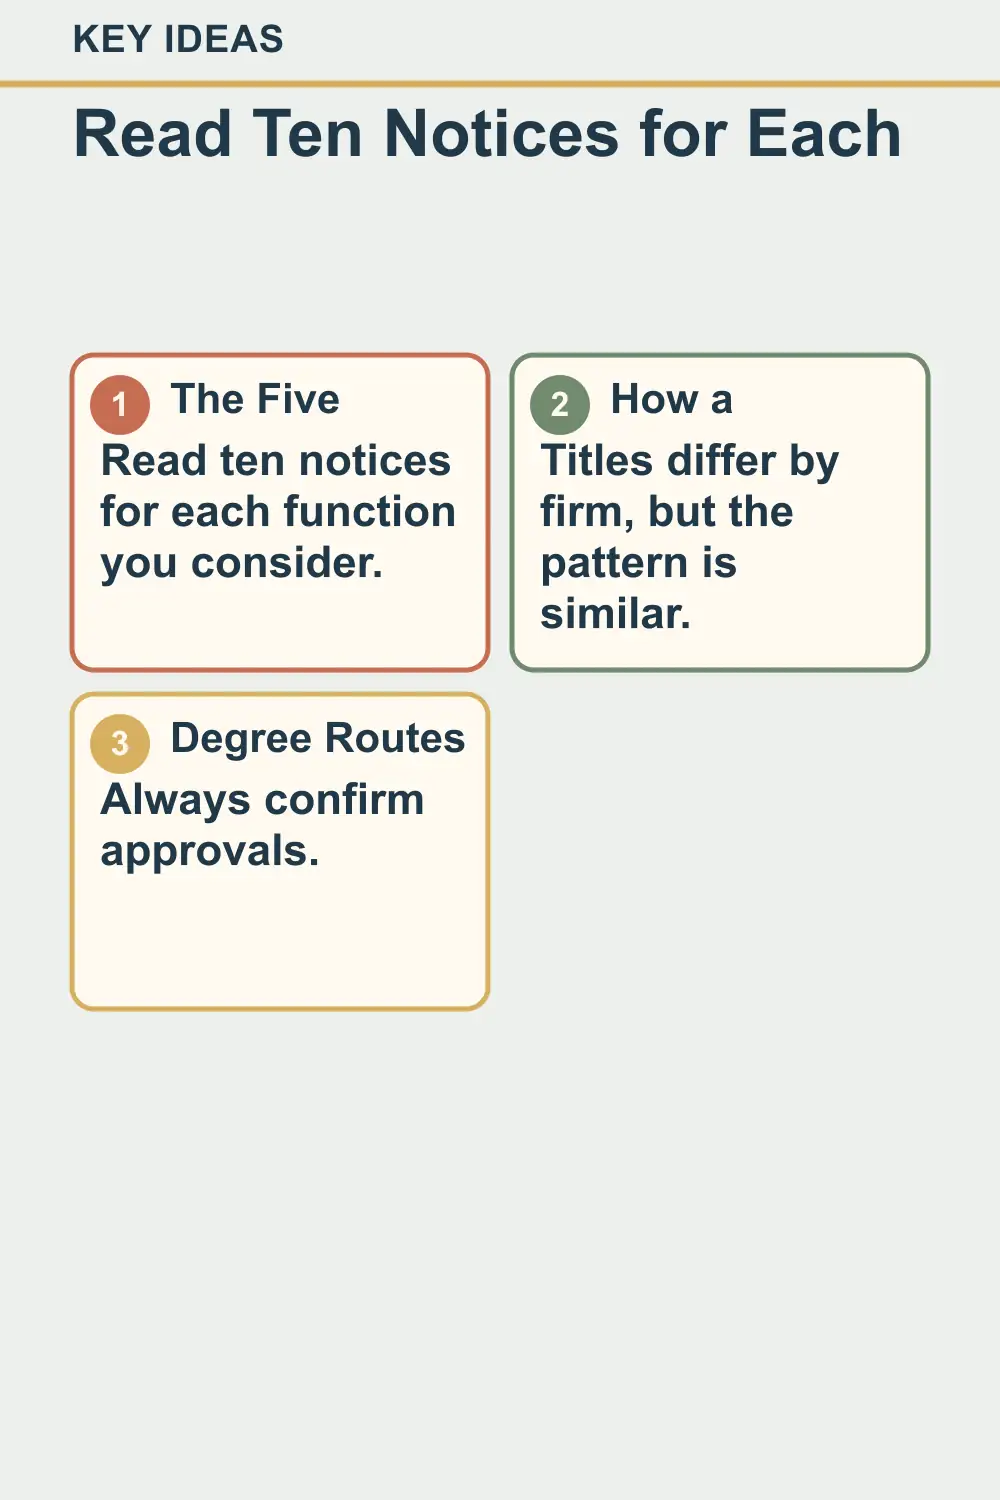 KEY IDEAS
Read Ten Notices for Each
1 The Five
Read ten notices
for each function
you consider.
2 How a
Titles differ by
firm, but the
pattern is
similar.
3 Degree Routes
Always confirm
approvals.